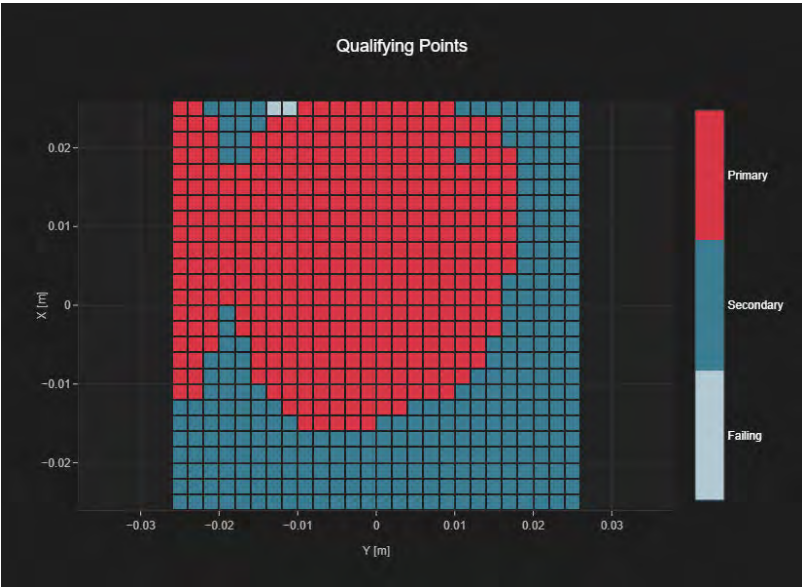 Qualifying Points
0.02
0.01
0
−0.01
−0.02
X [m]
−0.03
−0.02
−0.01
0
0.01
0.02
0.03
Y [m]
Primary
Secondary
Failing